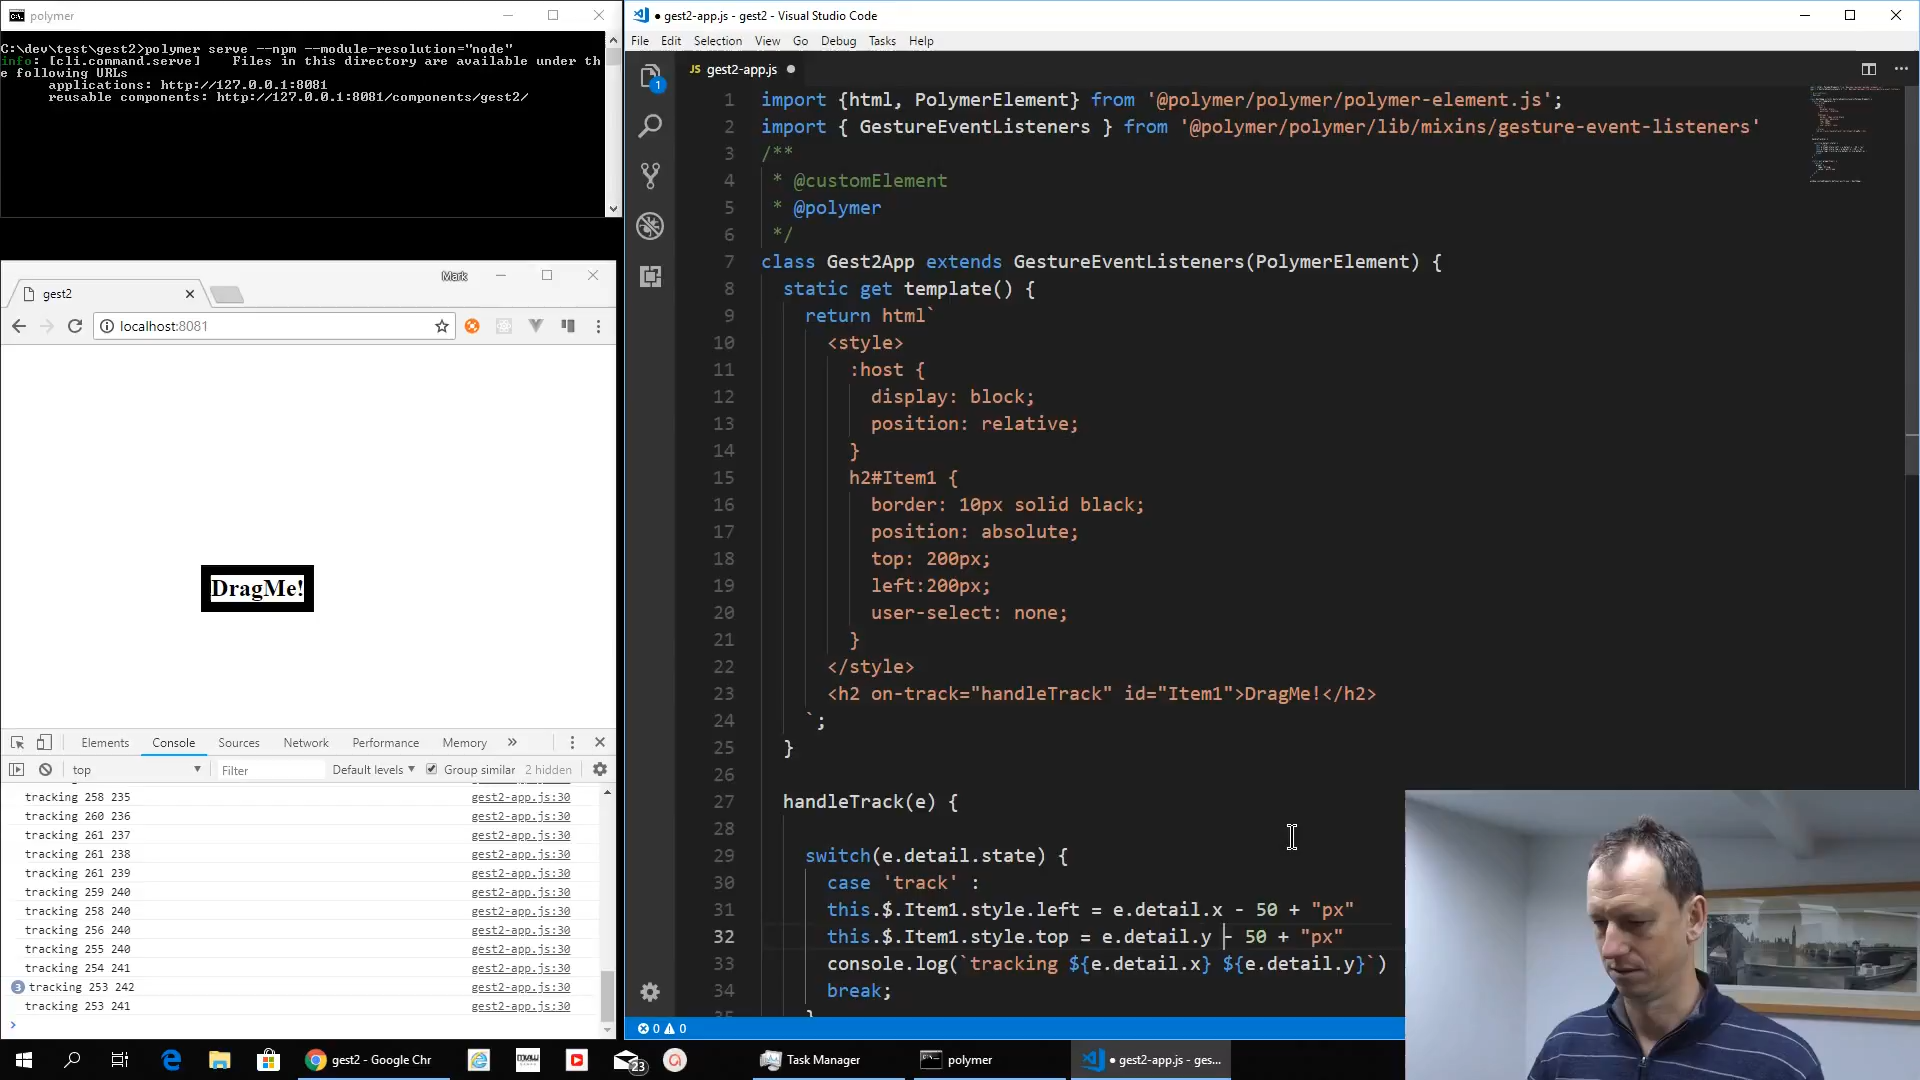 polymer
C:\dev\test\gest2>polymer serve --npm --module-resolution="node"
info: [cli.command.serve]    Files in this directory are available under th
e following URLs
applications: http://127.0.0.1:8081
reusable components: http://127.0.0.1:8081/components/gest2/
Mark
gest2
localhost:8081
DragMe!
Elements Console Sources Network Performance Memory »
top Filter Default levels Group similar 2 hidden
tracking 258 235 gest2-app.js:30
tracking 260 236 gest2-app.js:30
tracking 261 237 gest2-app.js:30
tracking 261 238 gest2-app.js:30
tracking 261 239 gest2-app.js:30
tracking 259 240 gest2-app.js:30
tracking 258 240 gest2-app.js:30
tracking 256 240 gest2-app.js:30
tracking 255 240 gest2-app.js:30
tracking 254 241 gest2-app.js:30
3 tracking 253 242 gest2-app.js:30
tracking 253 241 gest2-app.js:30
>
● gest2-app.js - gest2 - Visual Studio Code
File Edit Selection View Go Debug Tasks Help
1
JS gest2-app.js ●
1 import {html, PolymerElement} from '@polymer/polymer/polymer-element.js';
2 import { GestureEventListeners } from '@polymer/polymer/lib/mixins/gesture-event-listeners'
3 /**
4 * @customElement
5 * @polymer
6 */
7 class Gest2App extends GestureEventListeners(PolymerElement) {
8 static get template() {
9 return html`
10 <style>
11 :host {
12 display: block;
13 position: relative;
14 }
15 h2#Item1 {
16 border: 10px solid black;
17 position: absolute;
18 top: 200px;
19 left:200px;
20 user-select: none;
21 }
22 </style>
23 <h2 on-track="handleTrack" id="Item1">DragMe!</h2>
24 `;
25 }
26
27 handleTrack(e) {
28
29 switch(e.detail.state) {
30 case 'track' :
31 this.$.Item1.style.left = e.detail.x - 50 + "px"
32 this.$.Item1.style.top = e.detail.y - 50 + "px"
33 console.log(`tracking ${e.detail.x} ${e.detail.y}`)
34 break;
0 0
gest2 - Google Chr 23 Task Manager polymer ● gest2-app.js - ges...